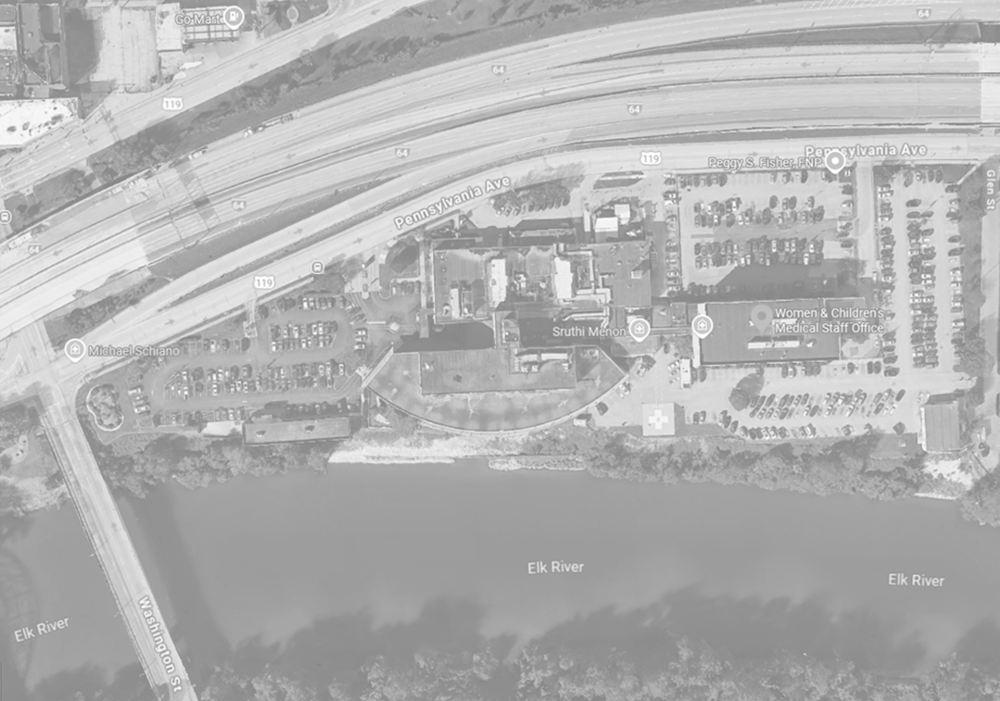 Go Mart
64
119
64
64
64
119
Pennsylvania Ave
Peggy S. Fisher, FNP
Glen St
Pennsylvania Ave
64
64
119
Women & Children's
Medical Staff Office
Sruthi Menon
Michael Schiano
Elk River
Elk River
Elk River
Washington St